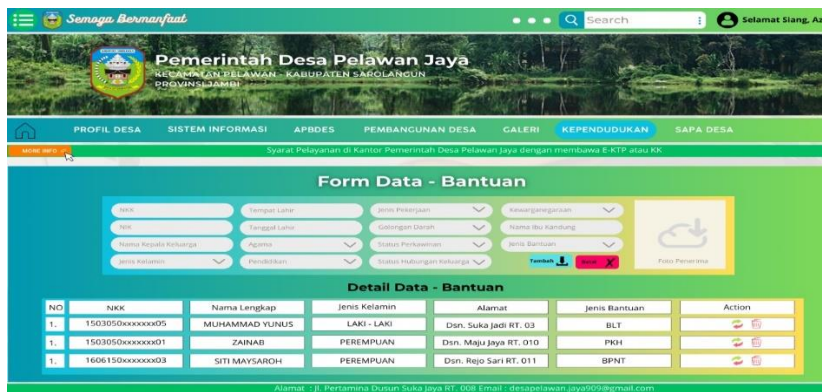 Semoga Bermanfaat
Search
Selamat Siang, Az
Pemerintah Desa Pelawan Jaya
KECAMATAN PELAWAN - KABUPATEN SAROLANGUN
PROVINSI JAMBI
PROFIL DESA SISTEM INFORMASI APBDES PEMBANGUNAN DESA GALERI KEPENDUDUKAN SAPA DESA
MORE INFO
Syarat Pelayanan di Kantor Pemerintah Desa Pelawan Jaya dengan membawa E-KTP atau KK
Form Data - Bantuan
NKK Tempat Lahir Jenis Pekerjaan Kewarganegaraan
NIK Tanggal Lahir Golongan Darah Nama Ibu Kandung
Nama Kepala Keluarga Agama Status Perkawinan Jenis Bantuan
Jenis Kelamin Pendidikan Status Hubungan Keluarga Tambah Foto Penerima
Detail Data - Bantuan
NO NKK Nama Lengkap Jenis Kelamin Alamat Jenis Bantuan Action
1. 1503050xxxxxxx05 MUHAMMAD YUNUS LAKI - LAKI Dsn. Suka Jadi RT. 03 BLT
1. 1503050xxxxxxx01 ZAINAB PEREMPUAN Dsn. Maju Jaya RT. 010 PKH
1. 1606150xxxxxxx03 SITI MAYSAROH PEREMPUAN Dsn. Rejo Sari RT. 011 BPNT
Alamat : Jl. Pertamina Dusun Suka Jaya RT. 008 Email : desapelawan.jaya909@gmail.com